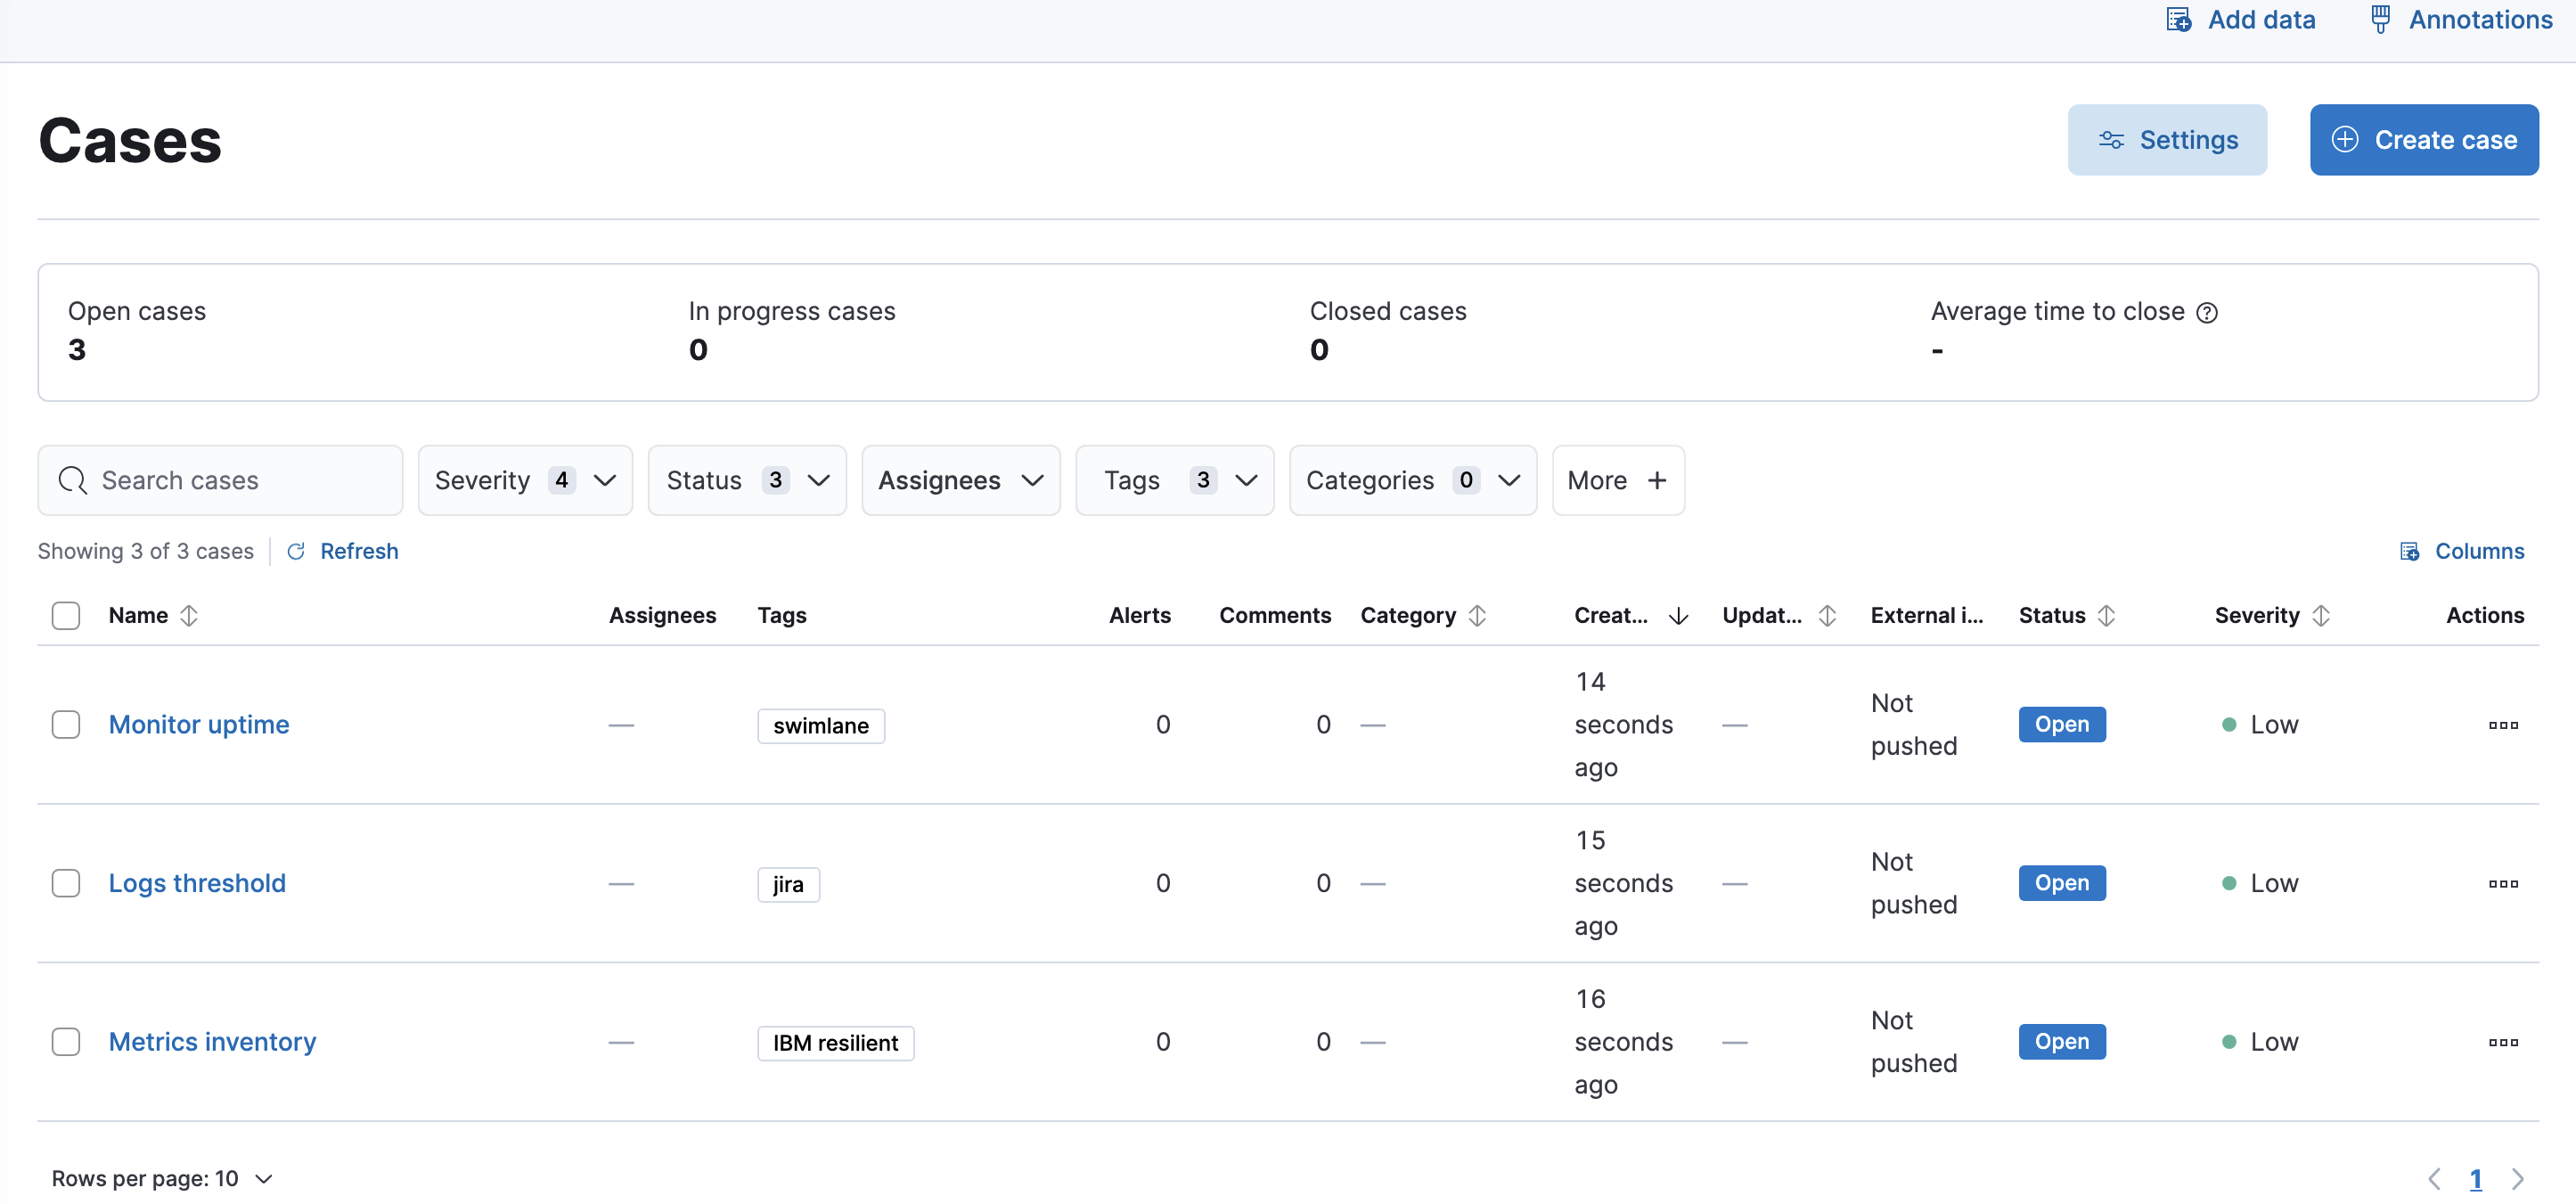 Add data Annotations
Cases Settings Create case
Open cases In progress cases Closed cases Average time to close
3 0 0 -
Search cases Severity 4 Status 3 Assignees Tags 3 Categories 0 More
Showing 3 of 3 cases Refresh Columns
Name Assignees Tags Alerts Comments Category Creat... Updat... External i... Status Severity Actions
Monitor uptime — swimlane 0 0 — 14 seconds ago — Not pushed Open Low
Logs threshold — jira 0 0 — 15 seconds ago — Not pushed Open Low
Metrics inventory — IBM resilient 0 0 — 16 seconds ago — Not pushed Open Low
Rows per page: 10 1